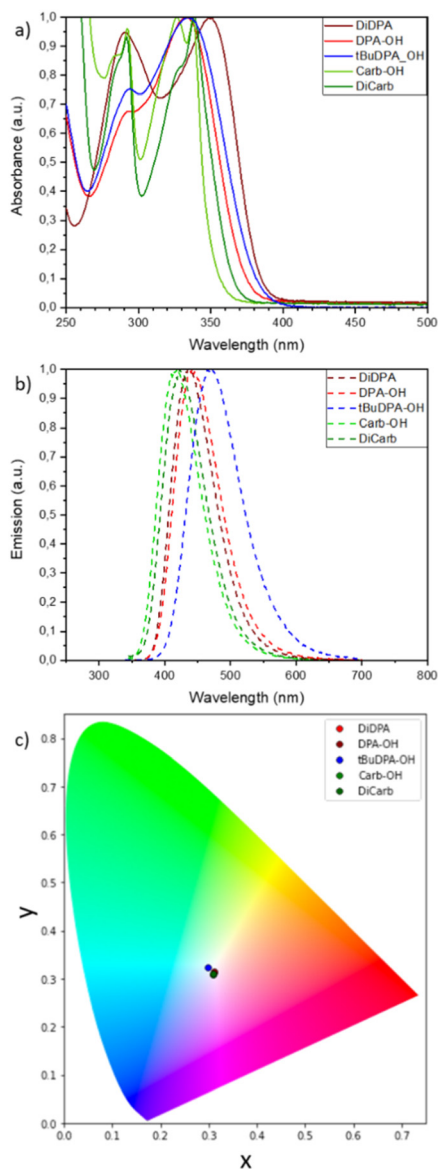 a)
DiDPA
DPA-OH
tBuDPA_OH
Carb-OH
DiCarb
Absorbance (a.u.)
1,0
0,9
0,8
0,7
0,6
0,5
0,4
0,3
0,2
0,1
0,0
250 300 350 400 450 500
Wavelength (nm)
b)
DiDPA
DPA-OH
tBuDPA-OH
Carb-OH
DiCarb
Emission (a.u.)
1,0
0,9
0,8
0,7
0,6
0,5
0,4
0,3
0,2
0,1
0,0
300 400 500 600 700 800
Wavelength (nm)
c)
DiDPA
DPA-OH
tBuDPA-OH
Carb-OH
DiCarb
y
0.8
0.7
0.6
0.5
0.4
0.3
0.2
0.1
0.0
0.0 0.1 0.2 0.3 0.4 0.5 0.6 0.7
x